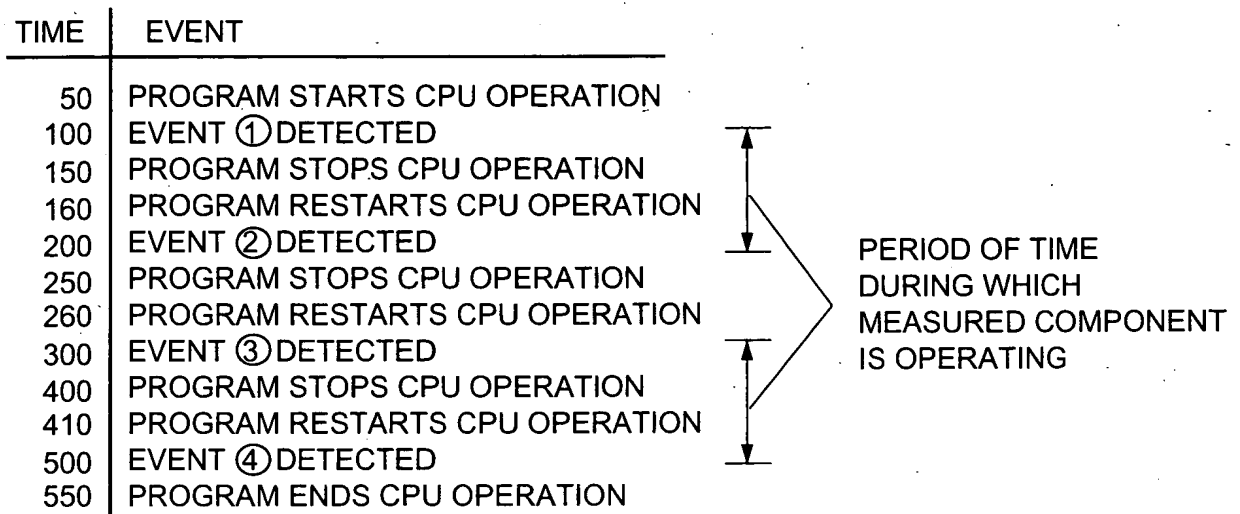 TIME EVENT
50 PROGRAM STARTS CPU OPERATION
100 EVENT ① DETECTED
150 PROGRAM STOPS CPU OPERATION
160 PROGRAM RESTARTS CPU OPERATION
200 EVENT ② DETECTED
250 PROGRAM STOPS CPU OPERATION
260 PROGRAM RESTARTS CPU OPERATION
300 EVENT ③ DETECTED
400 PROGRAM STOPS CPU OPERATION
410 PROGRAM RESTARTS CPU OPERATION
500 EVENT ④ DETECTED
550 PROGRAM ENDS CPU OPERATION
PERIOD OF TIME
DURING WHICH
MEASURED COMPONENT
IS OPERATING